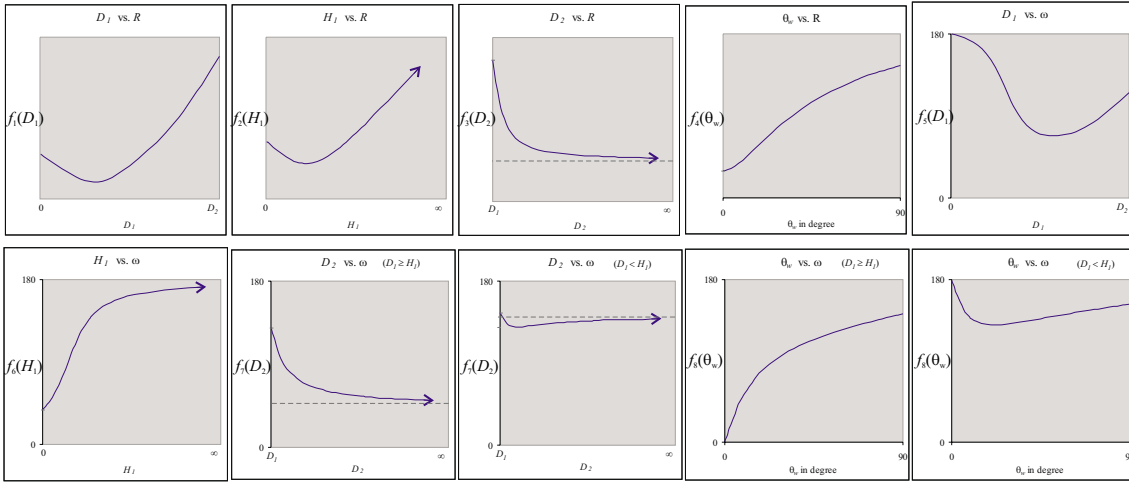 D₁ vs. R
f₁(D₁)
0 D₂
D₁
H₁ vs. R
f₂(H₁)
0 ∞
H₁
D₂ vs. R
f₃(D₂)
D₁ ∞
D₂
θw vs. R
f₄(θw)
0 90
θw in degree
D₁ vs. ω
180
f₅(D₁)
0
0 D₂
D₁
H₁ vs. ω
180
f₆(H₁)
0
0 ∞
H₁
D₂ vs. ω (D₁ ≥ H₁)
180
f₇(D₂)
0
D₁ ∞
D₂
D₂ vs. ω (D₁ < H₁)
180
f₇(D₂)
0
D₁ ∞
D₂
θw vs. ω (D₁ ≥ H₁)
180
f₈(θw)
0
0 90
θw in degree
θw vs. ω (D₁ < H₁)
180
f₈(θw)
0
0 90
θw in degree